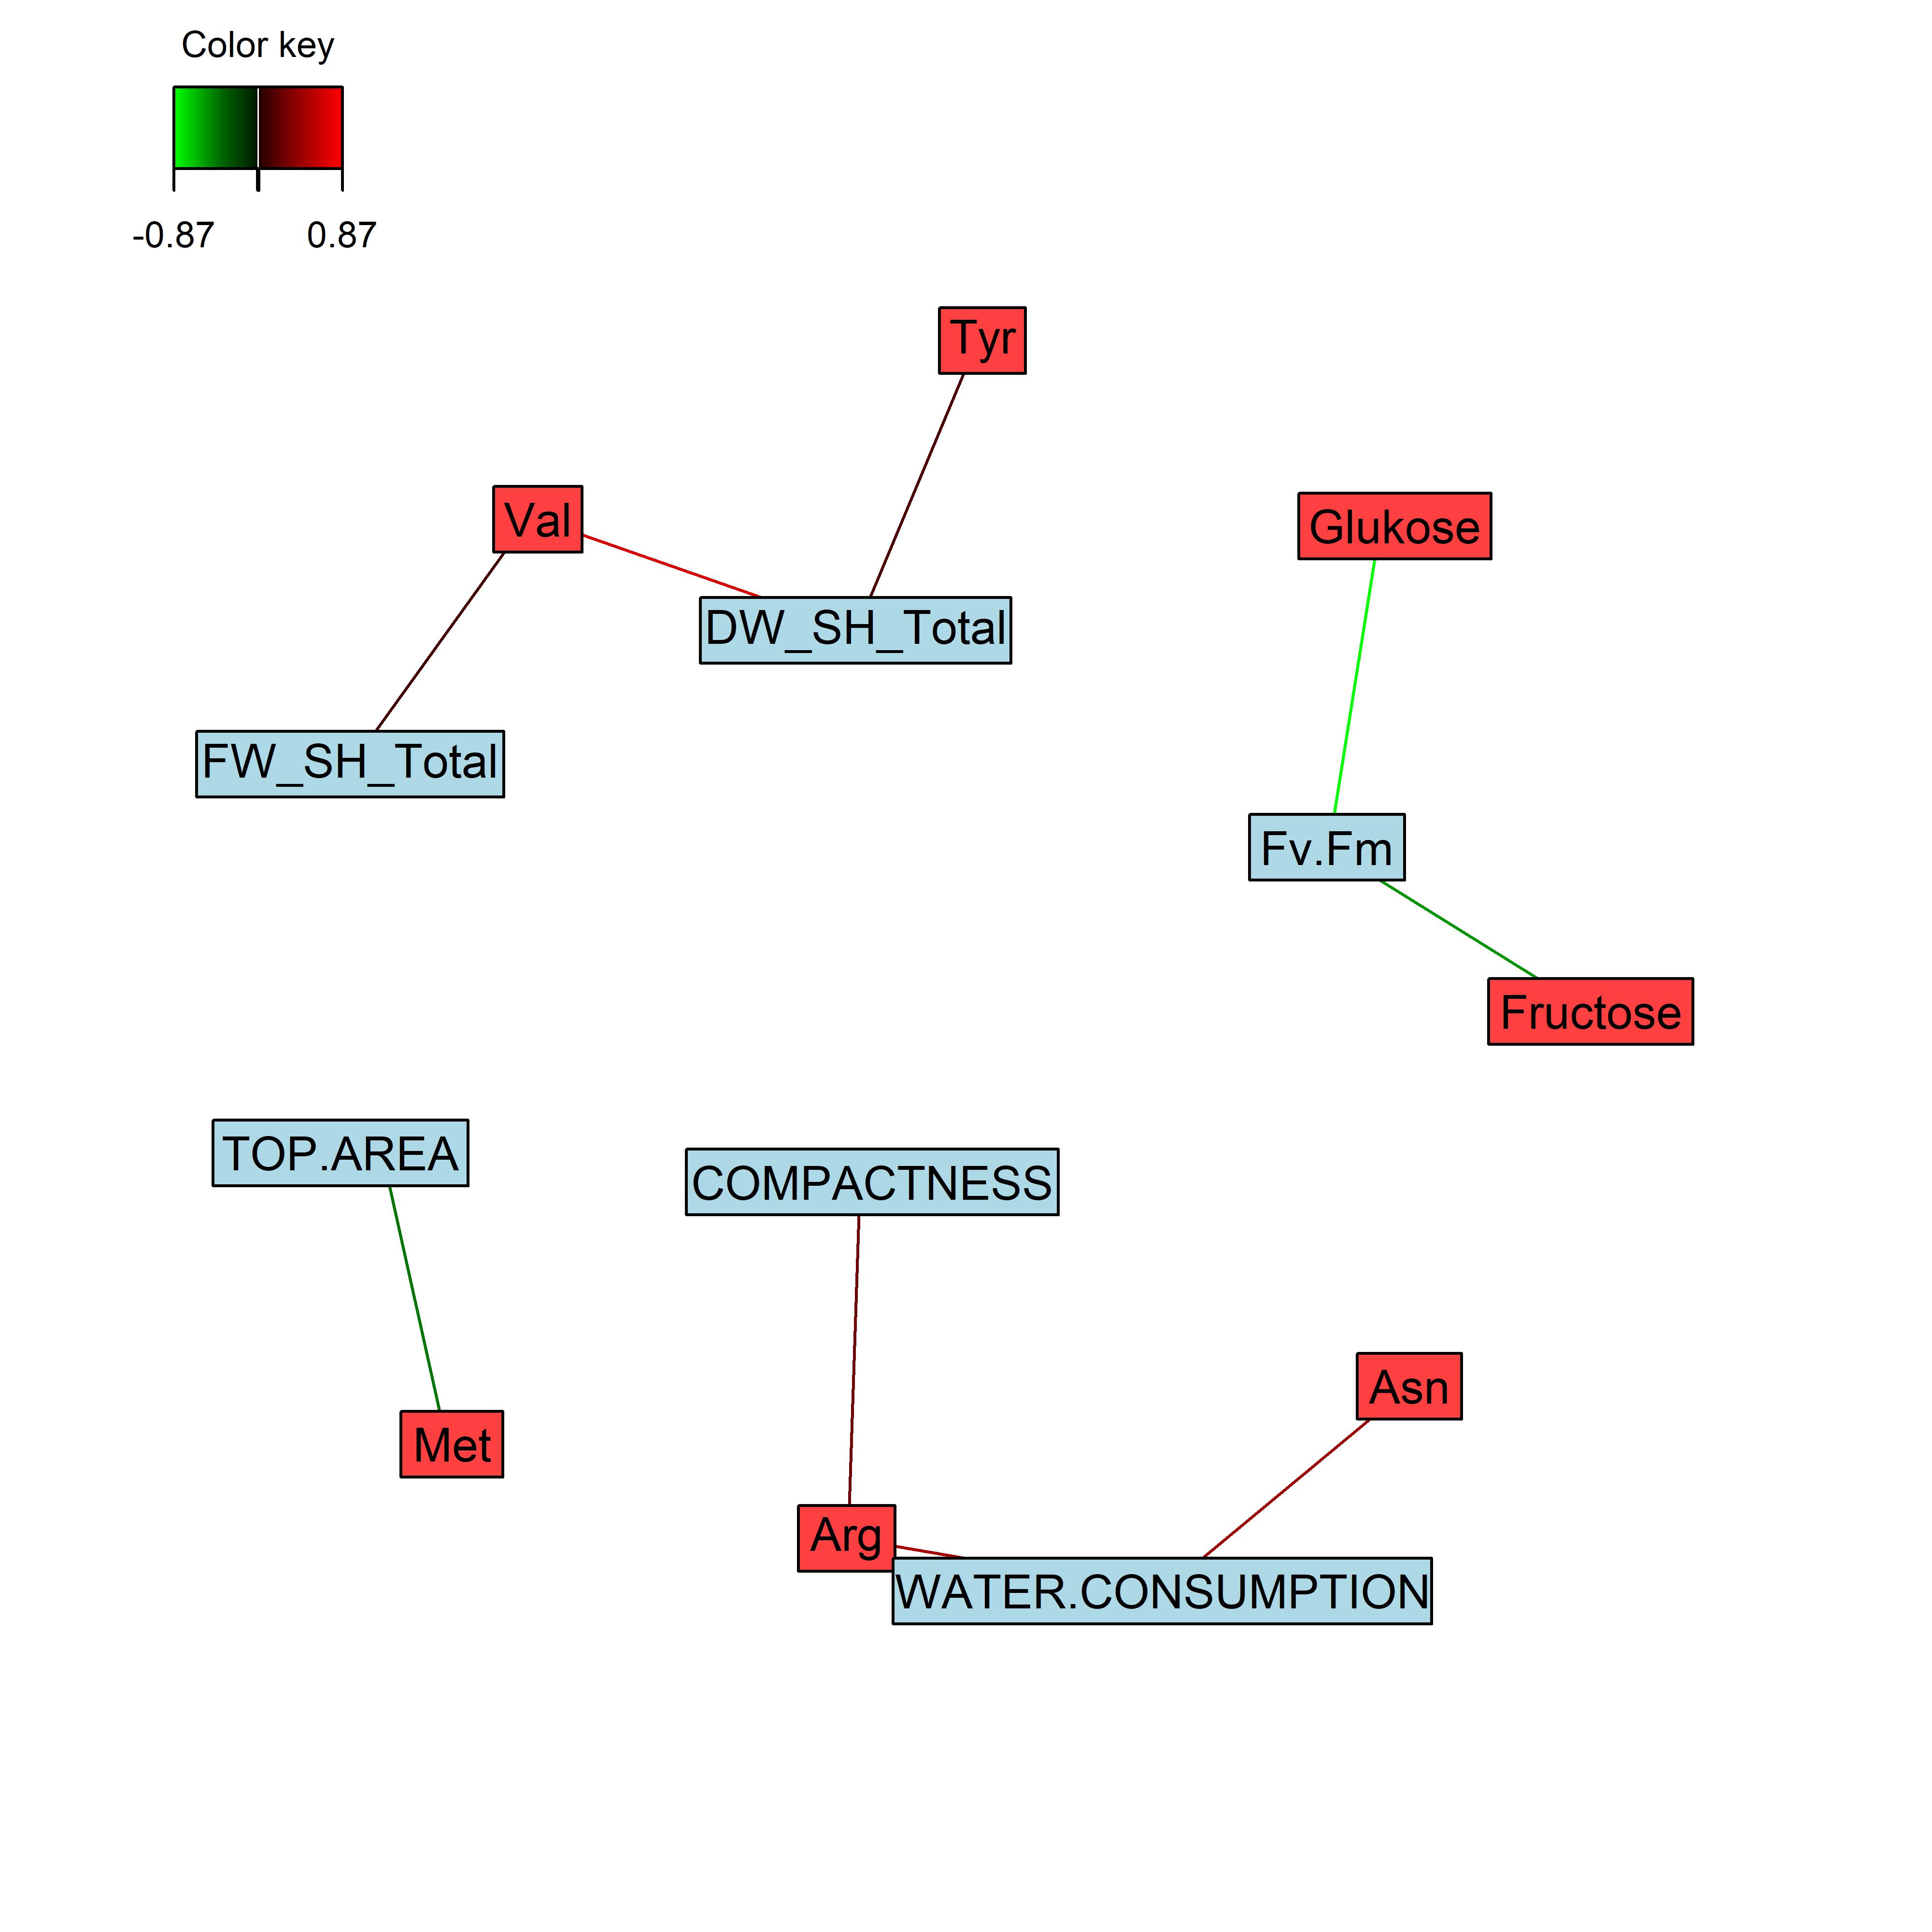 Color key
-0.87 0.87
Tyr
Val
Glukose
DW_SH_Total
FW_SH_Total
Fv.Fm
Fructose
TOP.AREA
COMPACTNESS
Asn
Met
Arg
WATER.CONSUMPTION